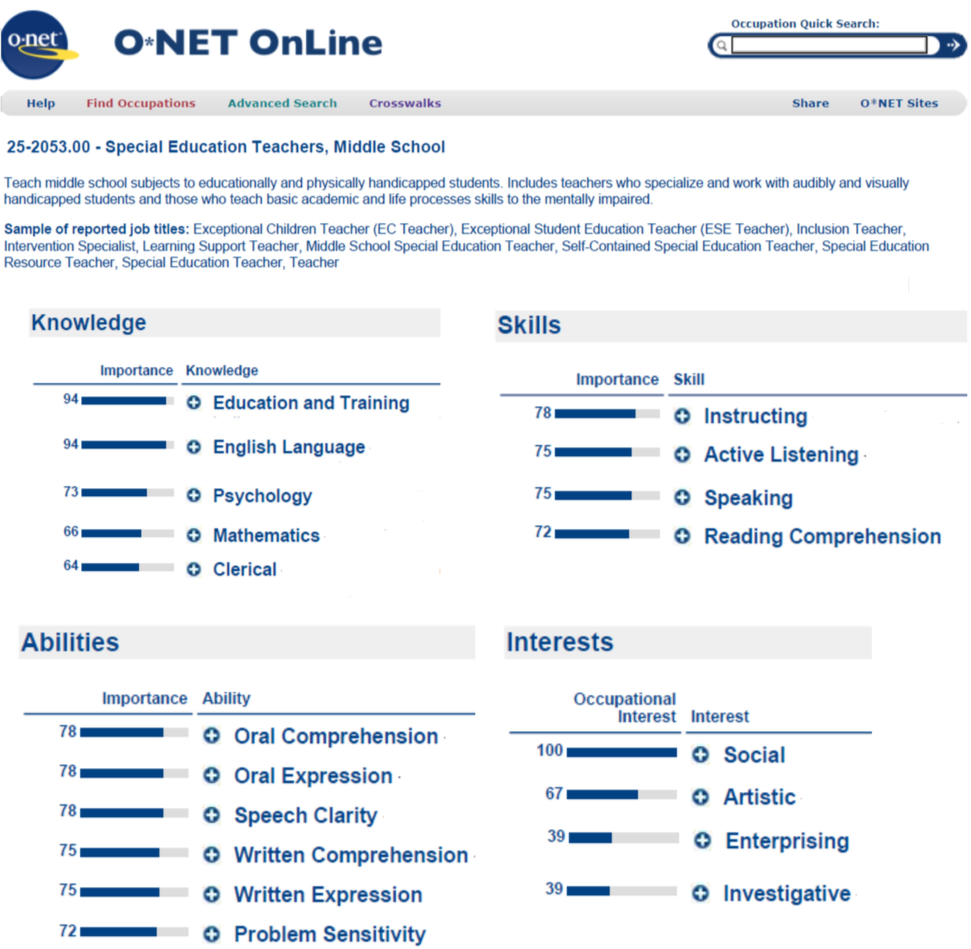 o·net
O*NET OnLine
Occupation Quick Search:
Help Find Occupations Advanced Search Crosswalks Share O*NET Sites
25-2053.00 - Special Education Teachers, Middle School
Teach middle school subjects to educationally and physically handicapped students. Includes teachers who specialize and work with audibly and visually
handicapped students and those who teach basic academic and life processes skills to the mentally impaired.
Sample of reported job titles: Exceptional Children Teacher (EC Teacher), Exceptional Student Education Teacher (ESE Teacher), Inclusion Teacher,
Intervention Specialist, Learning Support Teacher, Middle School Special Education Teacher, Self-Contained Special Education Teacher, Special Education
Resource Teacher, Special Education Teacher, Teacher
Knowledge
Importance Knowledge
94 Education and Training
94 English Language
73 Psychology
66 Mathematics
64 Clerical
Skills
Importance Skill
78 Instructing
75 Active Listening
75 Speaking
72 Reading Comprehension
Abilities
Importance Ability
78 Oral Comprehension
78 Oral Expression
78 Speech Clarity
75 Written Comprehension
75 Written Expression
72 Problem Sensitivity
Interests
Occupational
Interest Interest
100 Social
67 Artistic
39 Enterprising
39 Investigative